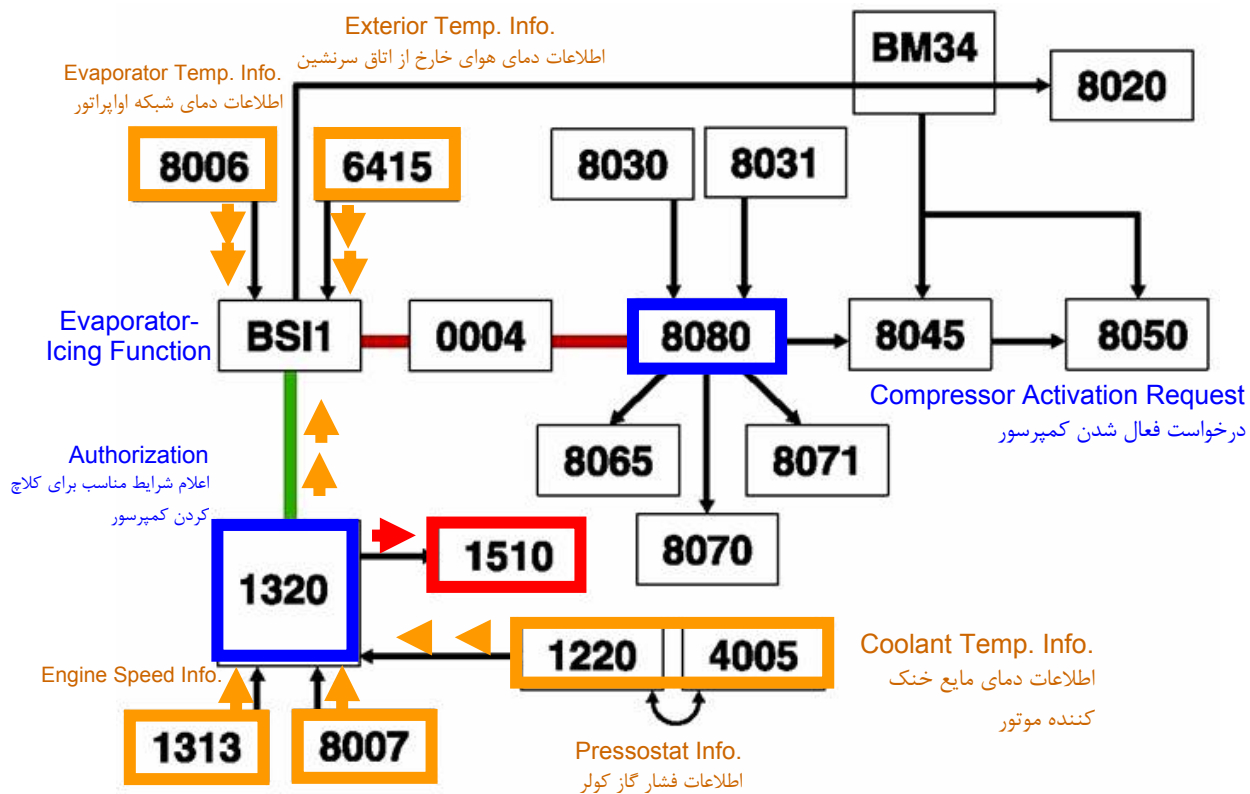 Exterior Temp. Info.
اطلاعات دمای هوای خارخ از اتاق سرنشین
BM34
8020
Evaporator Temp. Info.
اطلاعات دمای شبکه اواپراتور
8006
6415
8030
8031
Evaporator-
Icing Function
BSI1
0004
8080
8045
8050
Compressor Activation Request
درخواست فعال شدن کمپرسور
Authorization
اعلام شرایط مناسب برای کلاچ
کردن کمپرسور
8065
8071
8070
1510
1320
1220
4005
Coolant Temp. Info.
اطلاعات دمای مایع خنک
کننده موتور
Engine Speed Info.
1313
8007
Pressostat Info.
اطلاعات فشار گاز کولر